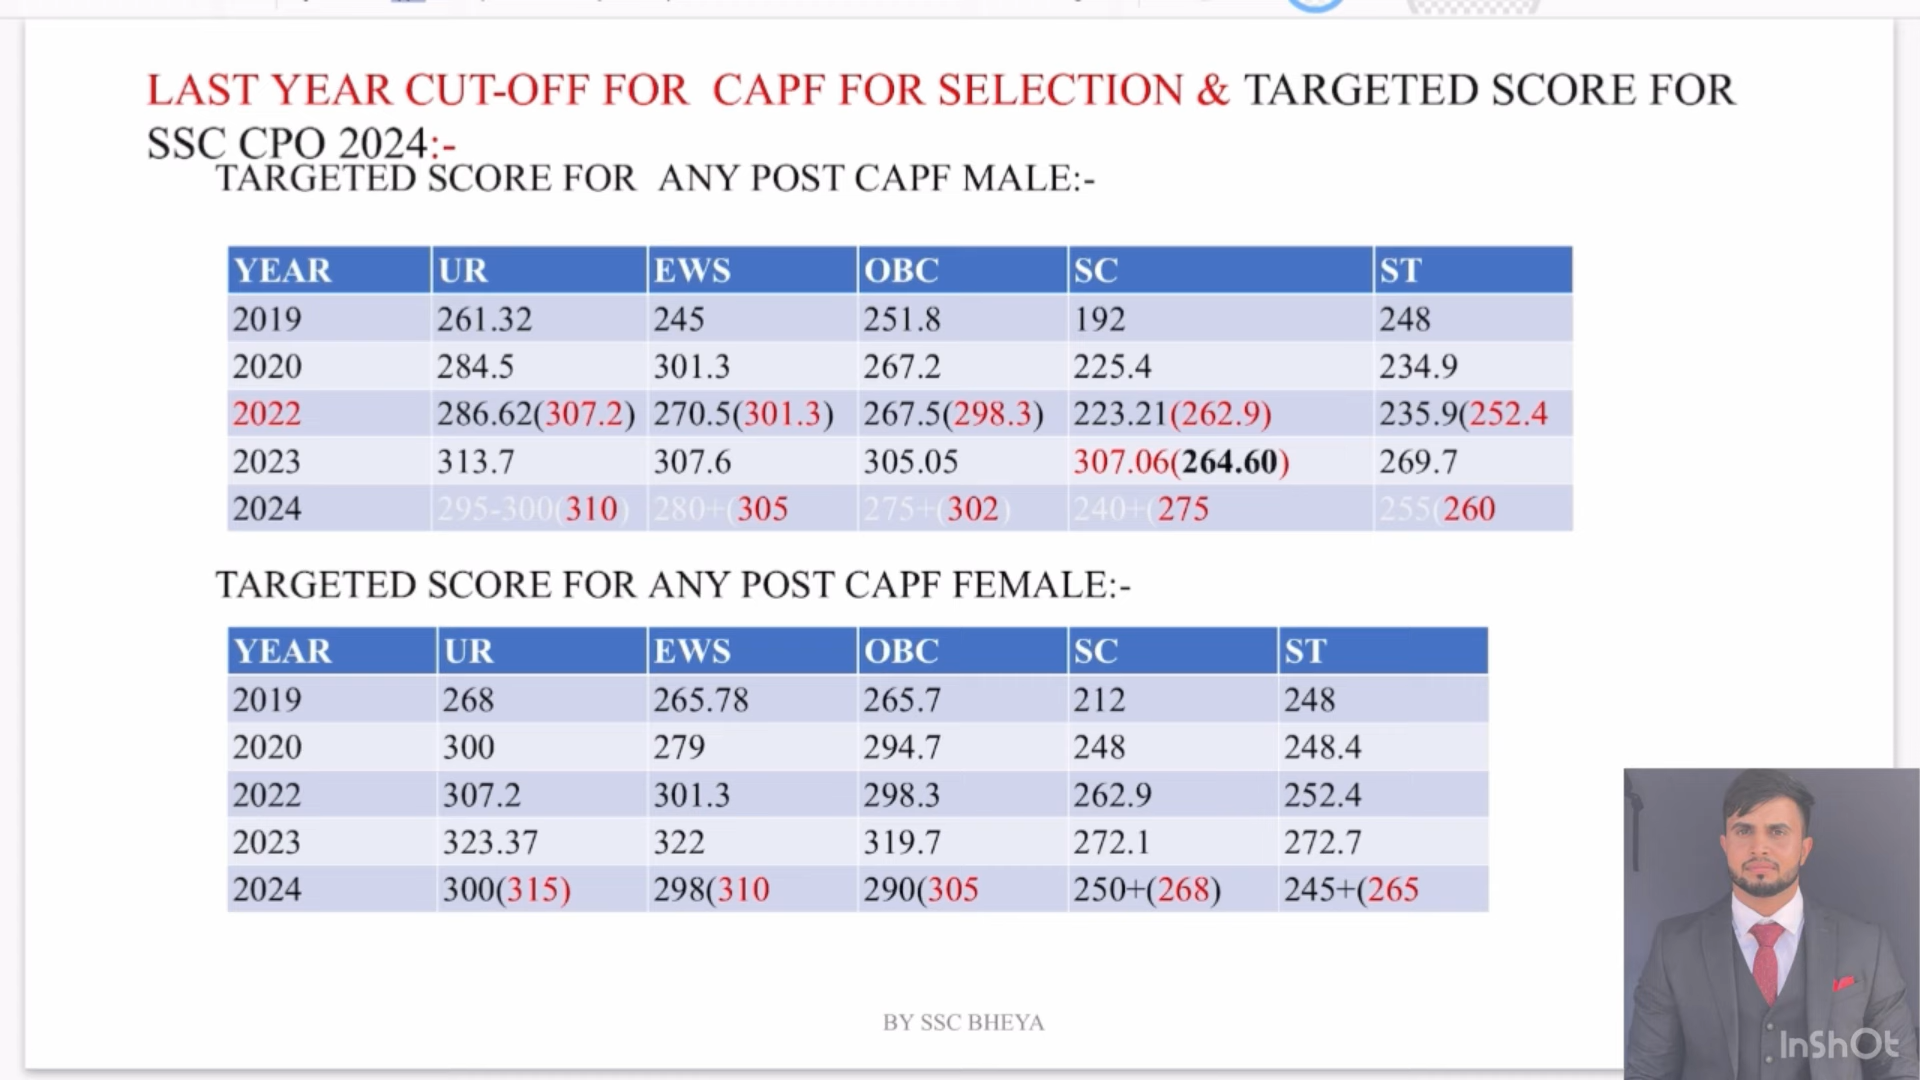 LAST YEAR CUT-OFF FOR CAPF FOR SELECTION & TARGETED SCORE FOR
SSC CPO 2024:-
TARGETED SCORE FOR ANY POST CAPF MALE:-
YEAR UR EWS OBC SC ST
2019 261.32 245 251.8 192 248
2020 284.5 301.3 267.2 225.4 234.9
2022 286.62(307.2) 270.5(301.3) 267.5(298.3) 223.21(262.9) 235.9(252.4
2023 313.7 307.6 305.05 307.06(264.60) 269.7
2024 295-300(310) 280+(305 275+(302) 240+(275 255(260
TARGETED SCORE FOR ANY POST CAPF FEMALE:-
YEAR UR EWS OBC SC ST
2019 268 265.78 265.7 212 248
2020 300 279 294.7 248 248.4
2022 307.2 301.3 298.3 262.9 252.4
2023 323.37 322 319.7 272.1 272.7
2024 300(315) 298(310 290(305 250+(268) 245+(265
BY SSC BHEYA
InShOt